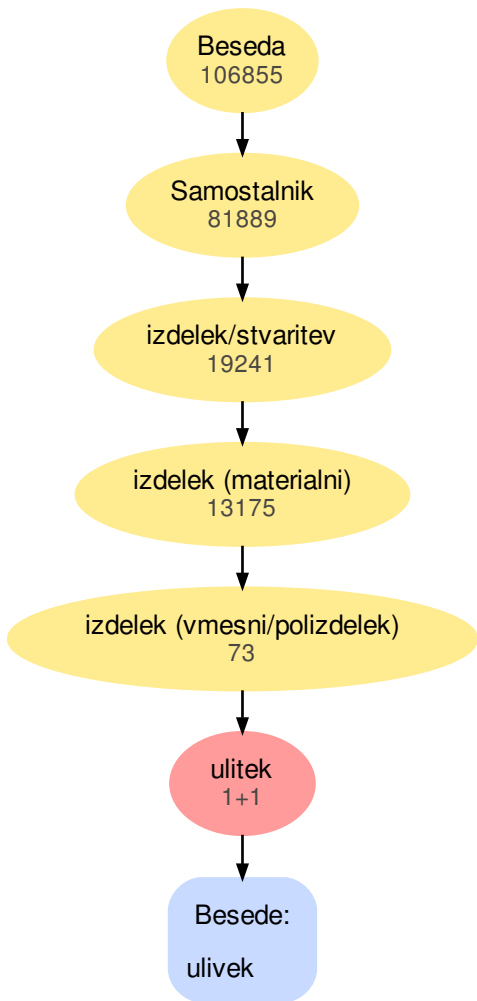 Beseda
106855
Samostalnik
81889
izdelek/stvaritev
19241
izdelek (materialni)
13175
izdelek (vmesni/polizdelek)
73
ulitek
1+1
Besede:
ulivek